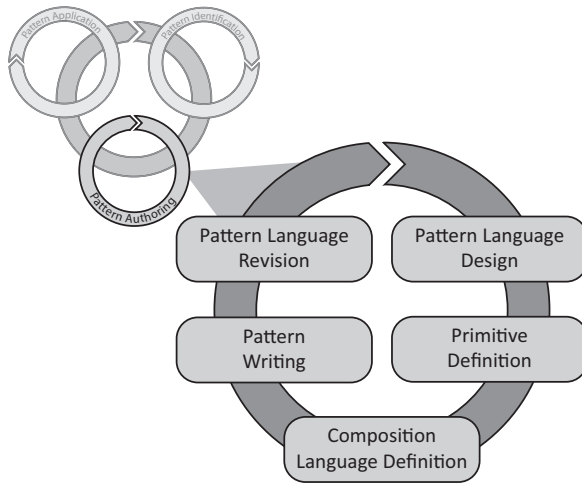 Pattern Application
Pattern Identification
Pattern Authoring
Pattern Language
Revision
Pattern Language
Design
Pattern
Writing
Primitive
Definition
Composition
Language Definition